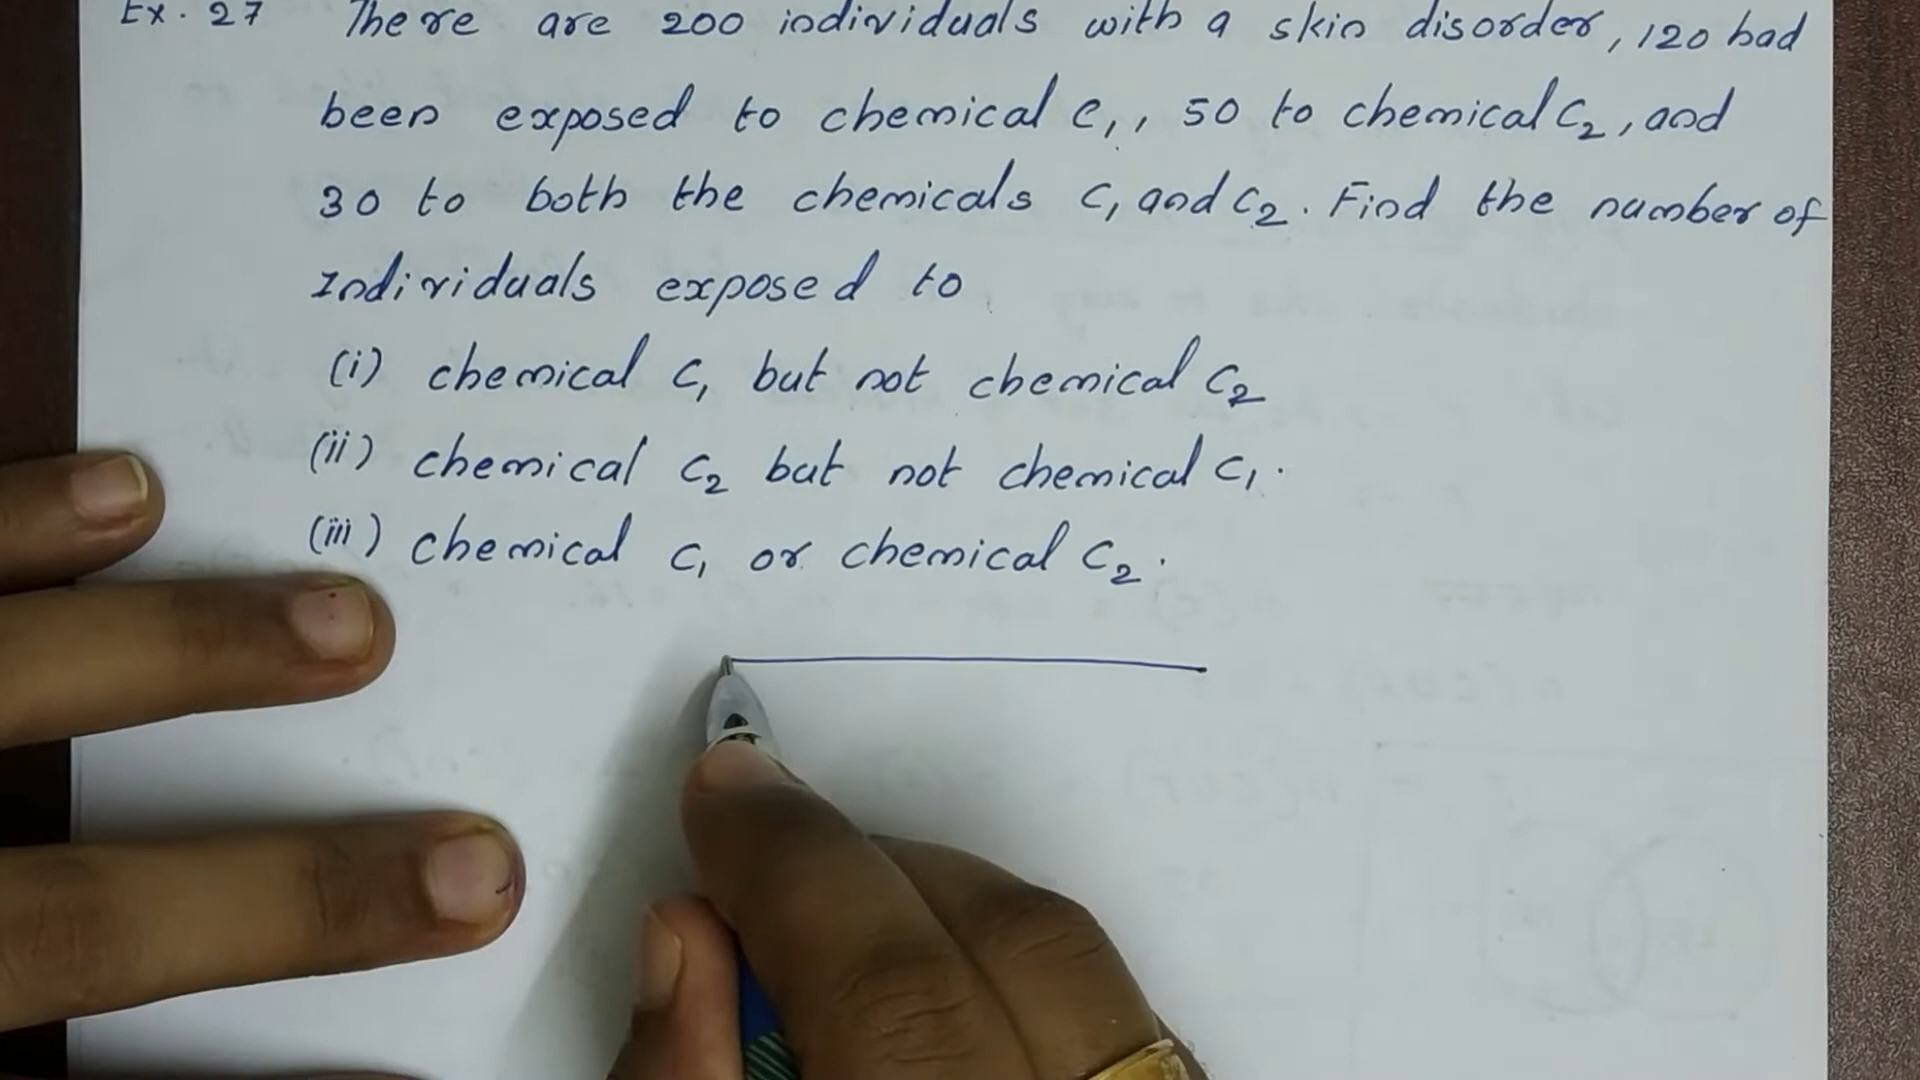 Ex. 27 There are 200 individuals with a skin disorder, 120 had
been exposed to chemical C₁, 50 to chemical C₂, and
30 to both the chemicals C₁ and C₂. Find the number of
Individuals exposed to
(i) chemical C₁ but not chemical C₂
(ii) chemical C₂ but not chemical C₁.
(iii) chemical C₁ or chemical C₂.